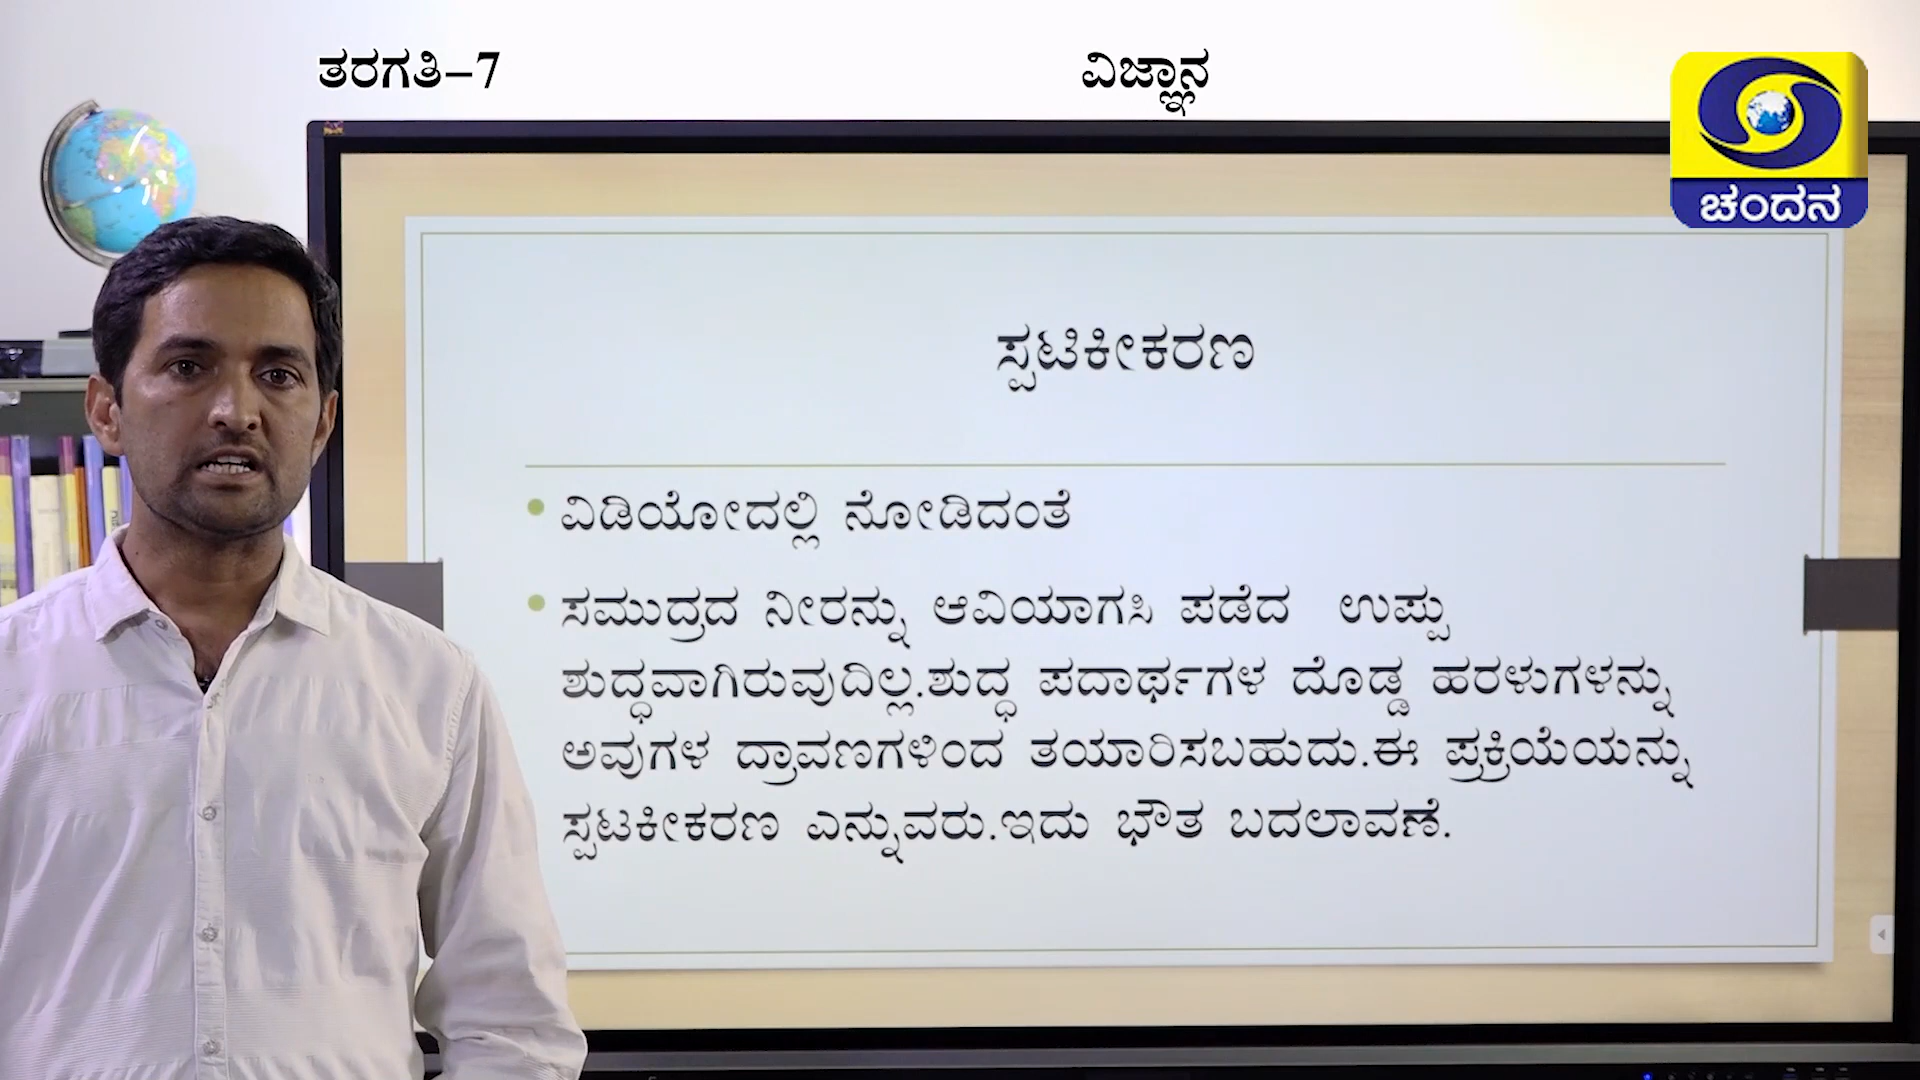 ತರಗತಿ–7
ವಿಜ್ಞಾನ
ಚಂದನ
ಸ್ಪಟಿಕೀಕರಣ
ವಿಡಿಯೋದಲ್ಲಿ ನೋಡಿದಂತೆ
ಸಮುದ್ರದ ನೀರನ್ನು ಆವಿಯಾಗಸಿ ಪಡೆದ ಉಪ್ಪು
ಶುದ್ಧವಾಗಿರುವುದಿಲ್ಲ.ಶುದ್ಧ ಪದಾರ್ಥಗಳ ದೊಡ್ಡ ಹರಳುಗಳನ್ನು
ಅವುಗಳ ದ್ರಾವಣಗಳಿಂದ ತಯಾರಿಸಬಹುದು.ಈ ಪ್ರಕ್ರಿಯೆಯನ್ನು
ಸ್ಪಟಕೀಕರಣ ಎನ್ನುವರು.ಇದು ಭೌತ ಬದಲಾವಣೆ.